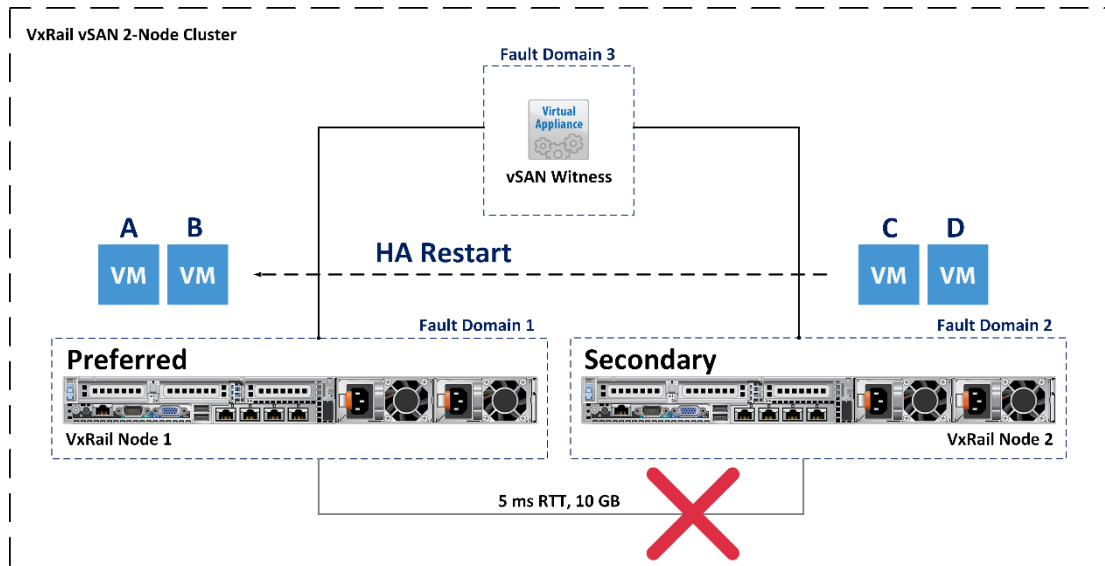 VxRail vSAN 2-Node Cluster
Fault Domain 3
Virtual
Appliance
vSAN Witness
A B
VM VM
HA Restart
C D
VM VM
Fault Domain 1
Preferred
VxRail Node 1
Fault Domain 2
Secondary
VxRail Node 2
5 ms RTT, 10 GB